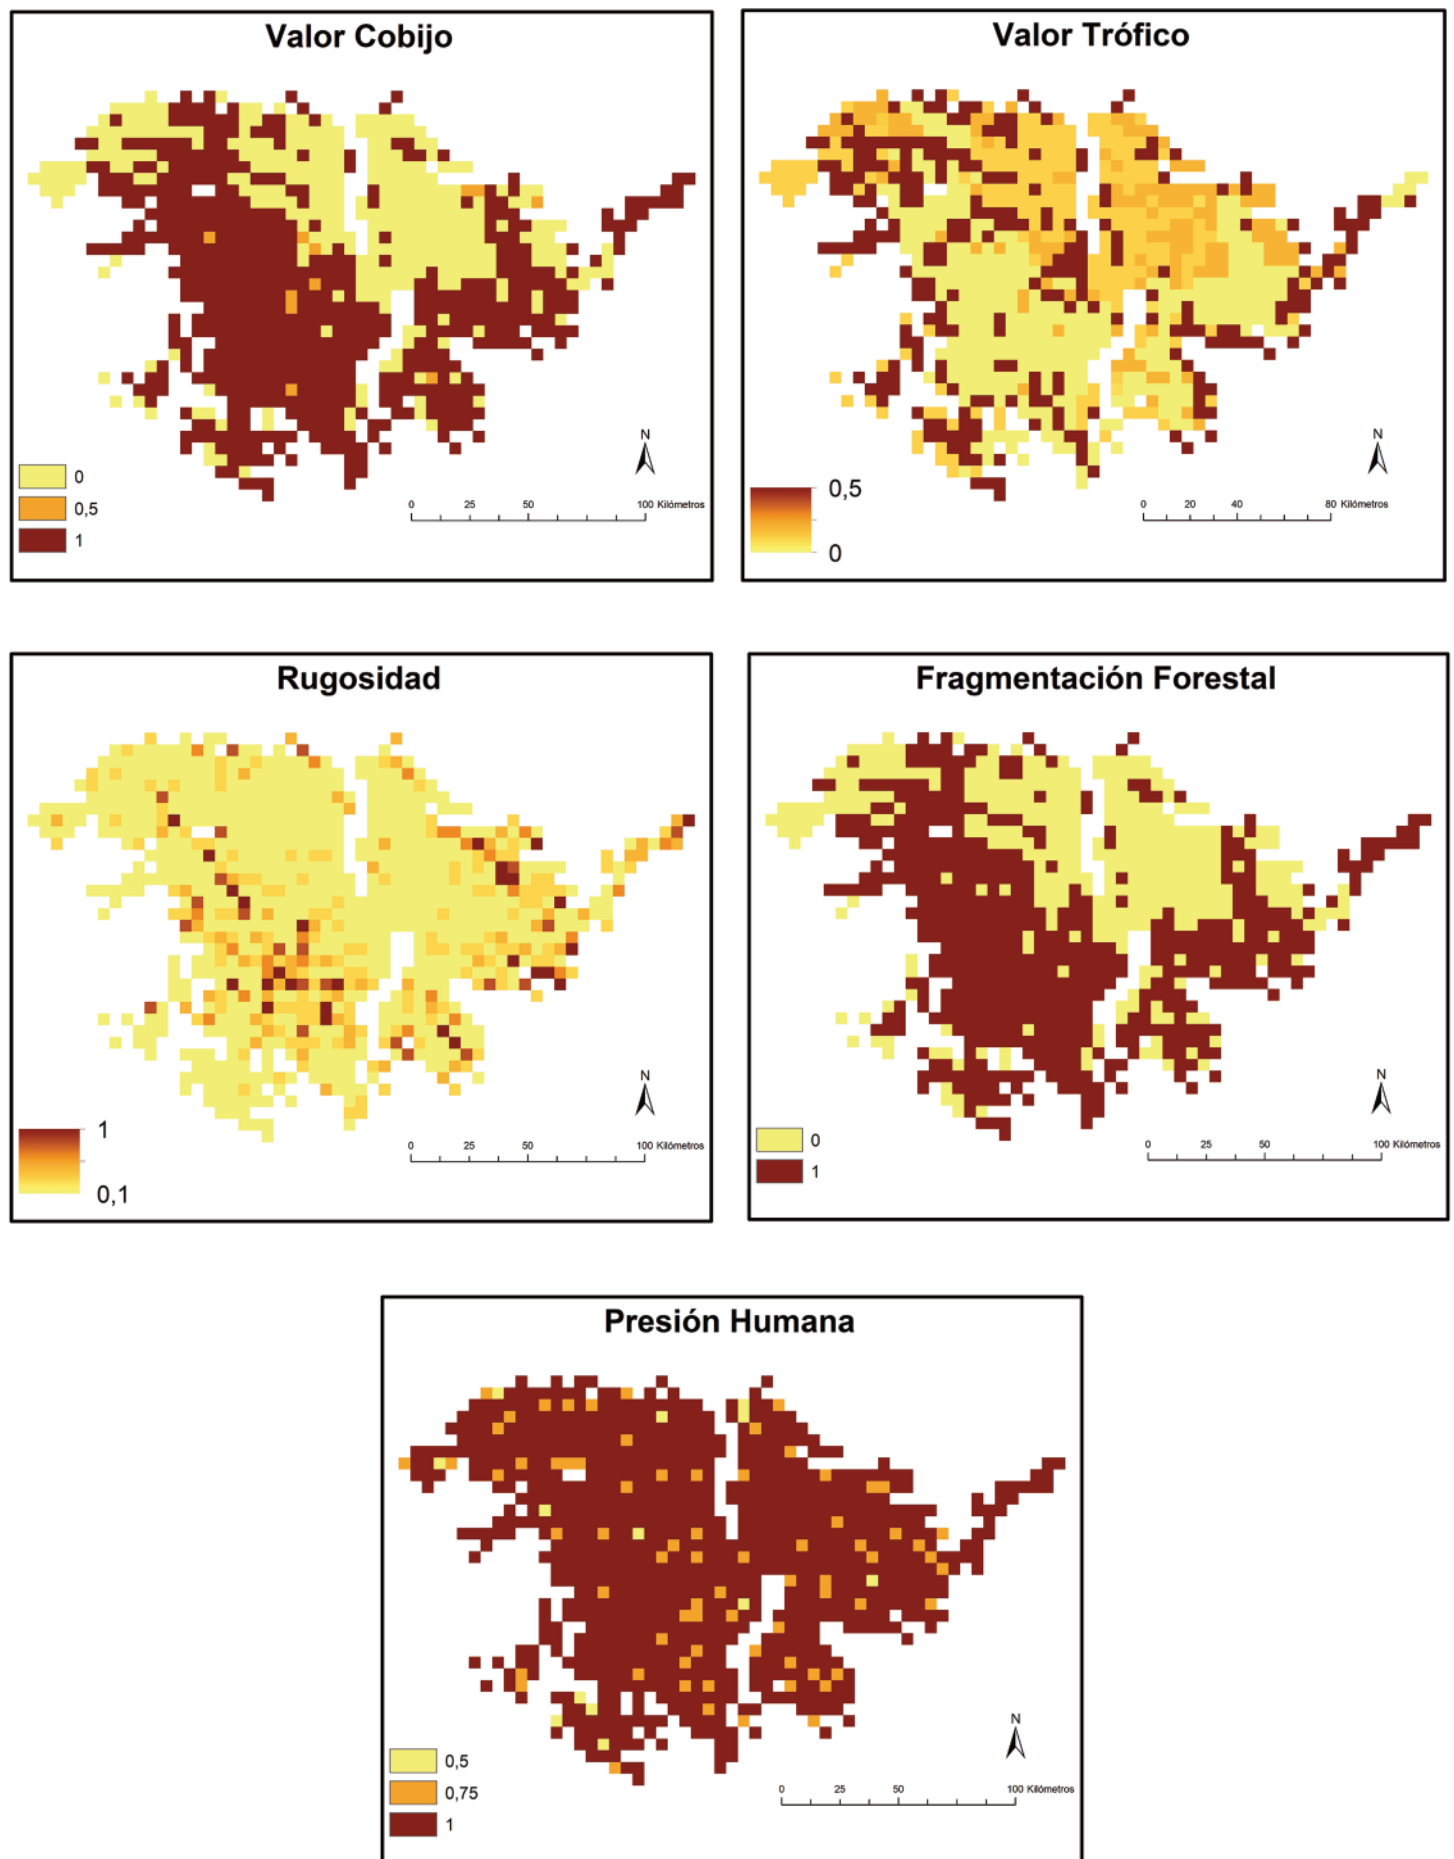 Valor Cobijo
N
0
0,5
1
0 25 50 100 Kilómetros
Valor Trófico
N
0,5
0
0 20 40 80 Kilómetros
Rugosidad
N
1
0,1
0 25 50 100 Kilómetros
Fragmentación Forestal
N
0
1
0 25 50 100 Kilómetros
Presión Humana
N
0,5
0,75
1
0 25 50 100 Kilómetros